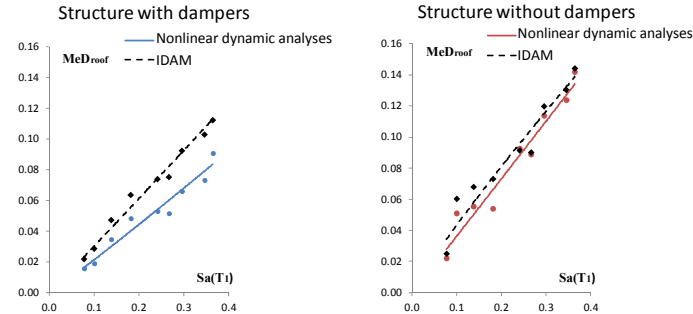 Structure with dampers
0.16
0.14
0.12
0.10
0.08
0.06
0.04
0.02
0.00
0.0
0.1
0.2
0.3
0.4
MeDroof
Nonlinear dynamic analyses
IDAM
Sa(T1)
Structure without dampers
0.16
0.14
0.12
0.10
0.08
0.06
0.04
0.02
0.00
0.0
0.1
0.2
0.3
0.4
MeDroof
Nonlinear dynamic analyses
IDAM
Sa(T1)